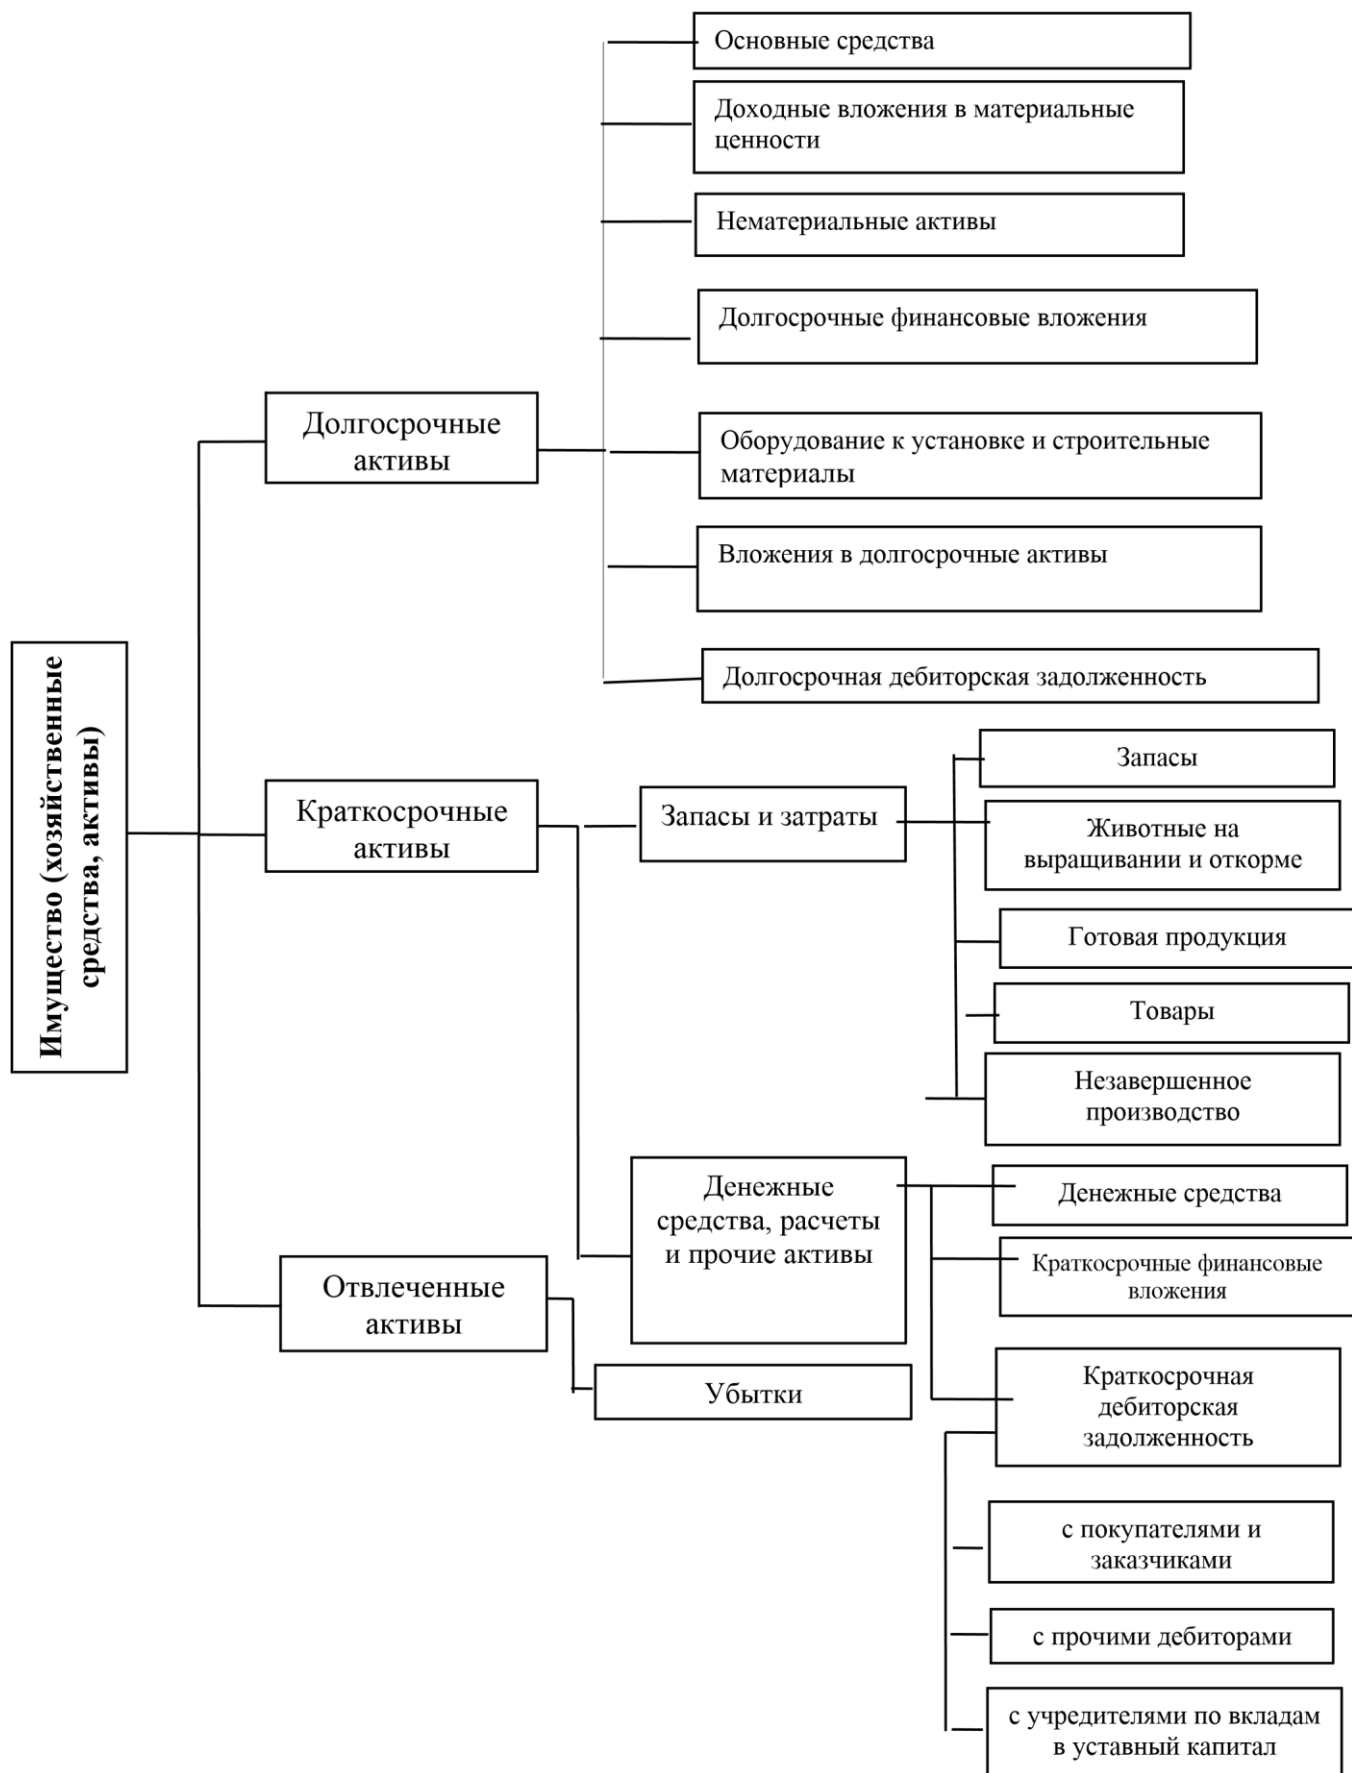 Имущество (хозяйственные
средства, активы)
Долгосрочные
активы
Основные средства
Доходные вложения в материальные
ценности
Нематериальные активы
Долгосрочные финансовые вложения
Оборудование к установке и строительные
материалы
Вложения в долгосрочные активы
Долгосрочная дебиторская задолженность
Краткосрочные
активы
Запасы и затраты
Запасы
Животные на
выращивании и откорме
Готовая продукция
Товары
Незавершенное
производство
Денежные
средства, расчеты
и прочие активы
Денежные средства
Краткосрочные финансовые
вложения
Краткосрочная
дебиторская
задолженность
с покупателями и
заказчиками
с прочими дебиторами
с учредителями по вкладам
в уставный капитал
Отвлеченные
активы
Убытки